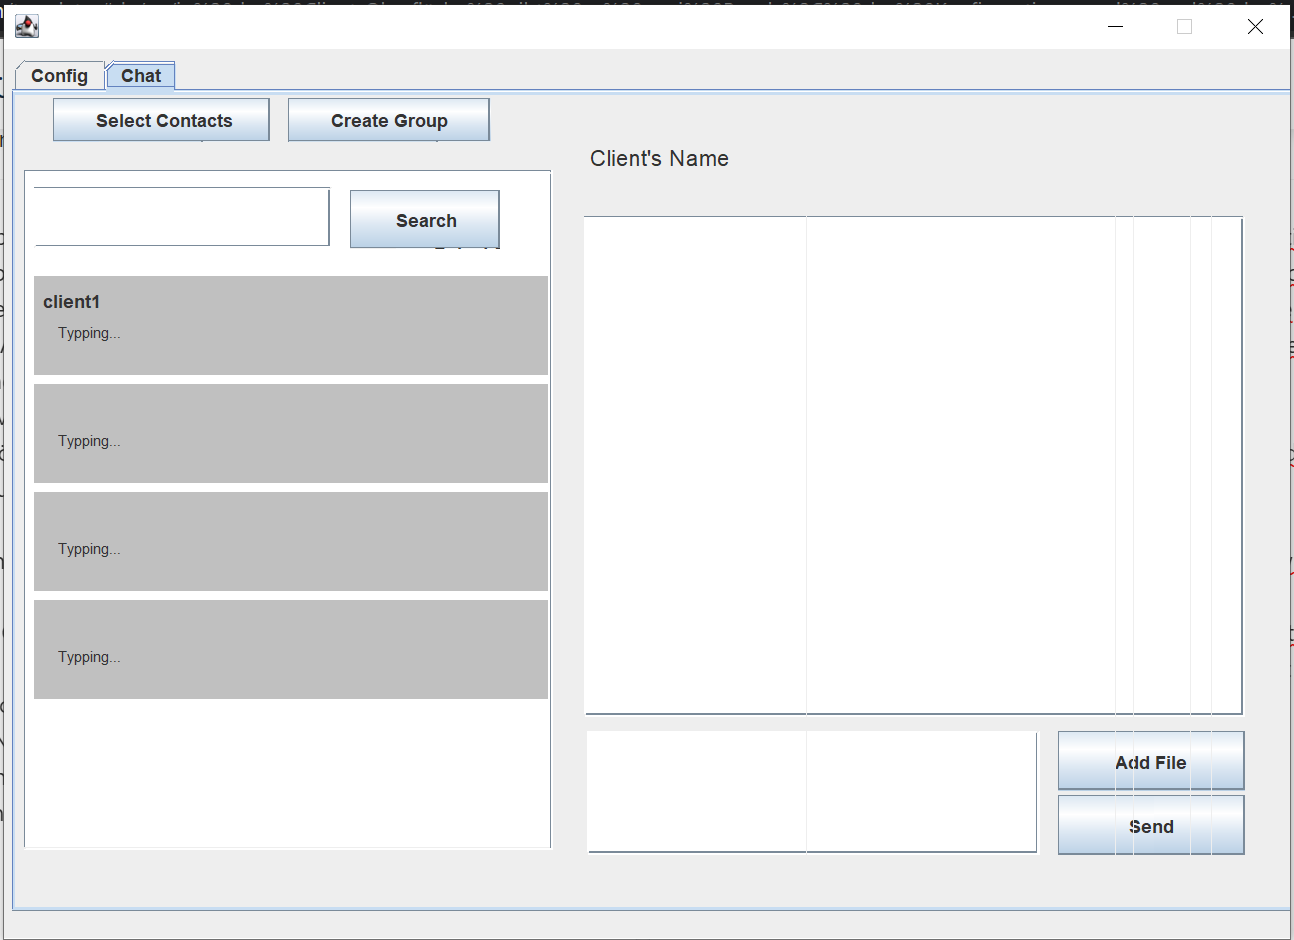 Config
Chat
Select Contacts
Create Group
Client's Name
Search
client1
Typping...
Typping...
Typping...
Typping...
Add File
Send